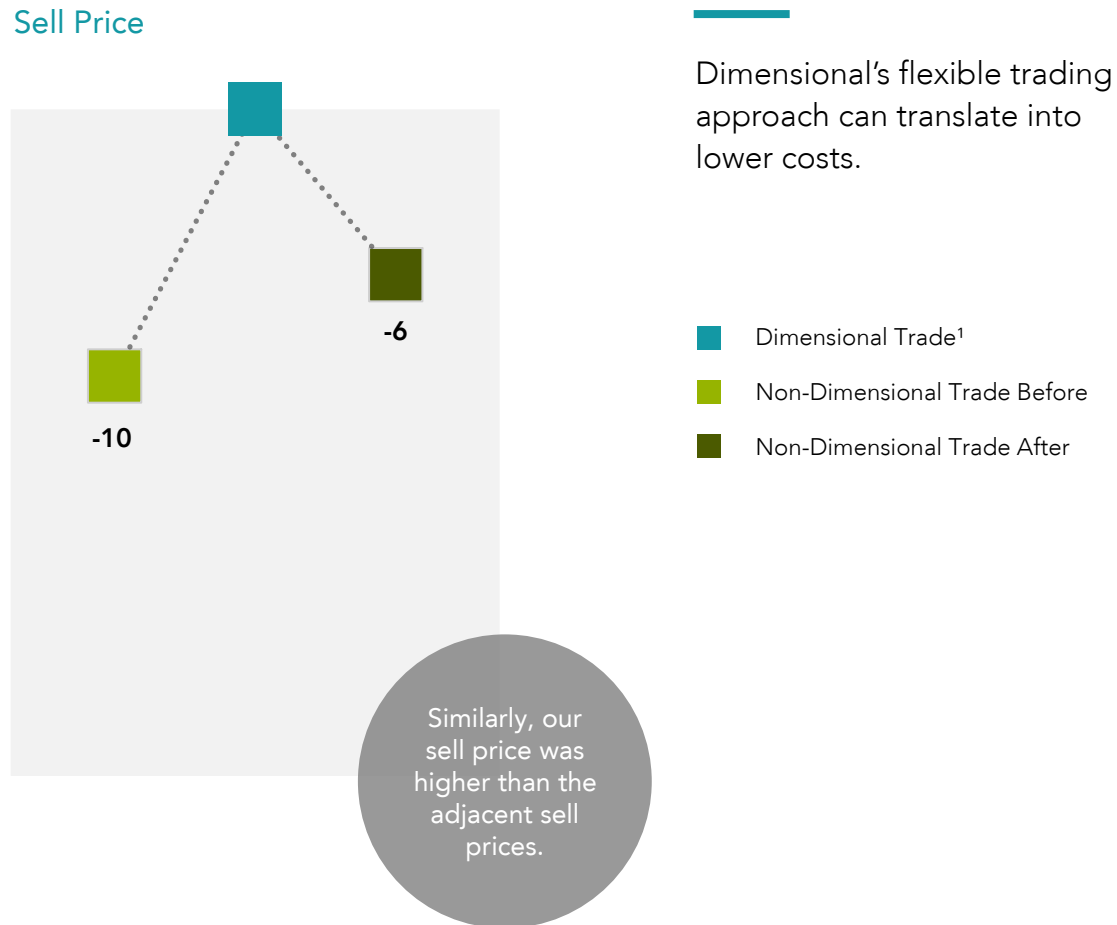 Sell Price
-10
-6
Similarly, our
sell price was
higher than the
adjacent sell
prices.
Dimensional’s flexible trading
approach can translate into
lower costs.
Dimensional Trade¹
Non-Dimensional Trade Before
Non-Dimensional Trade After